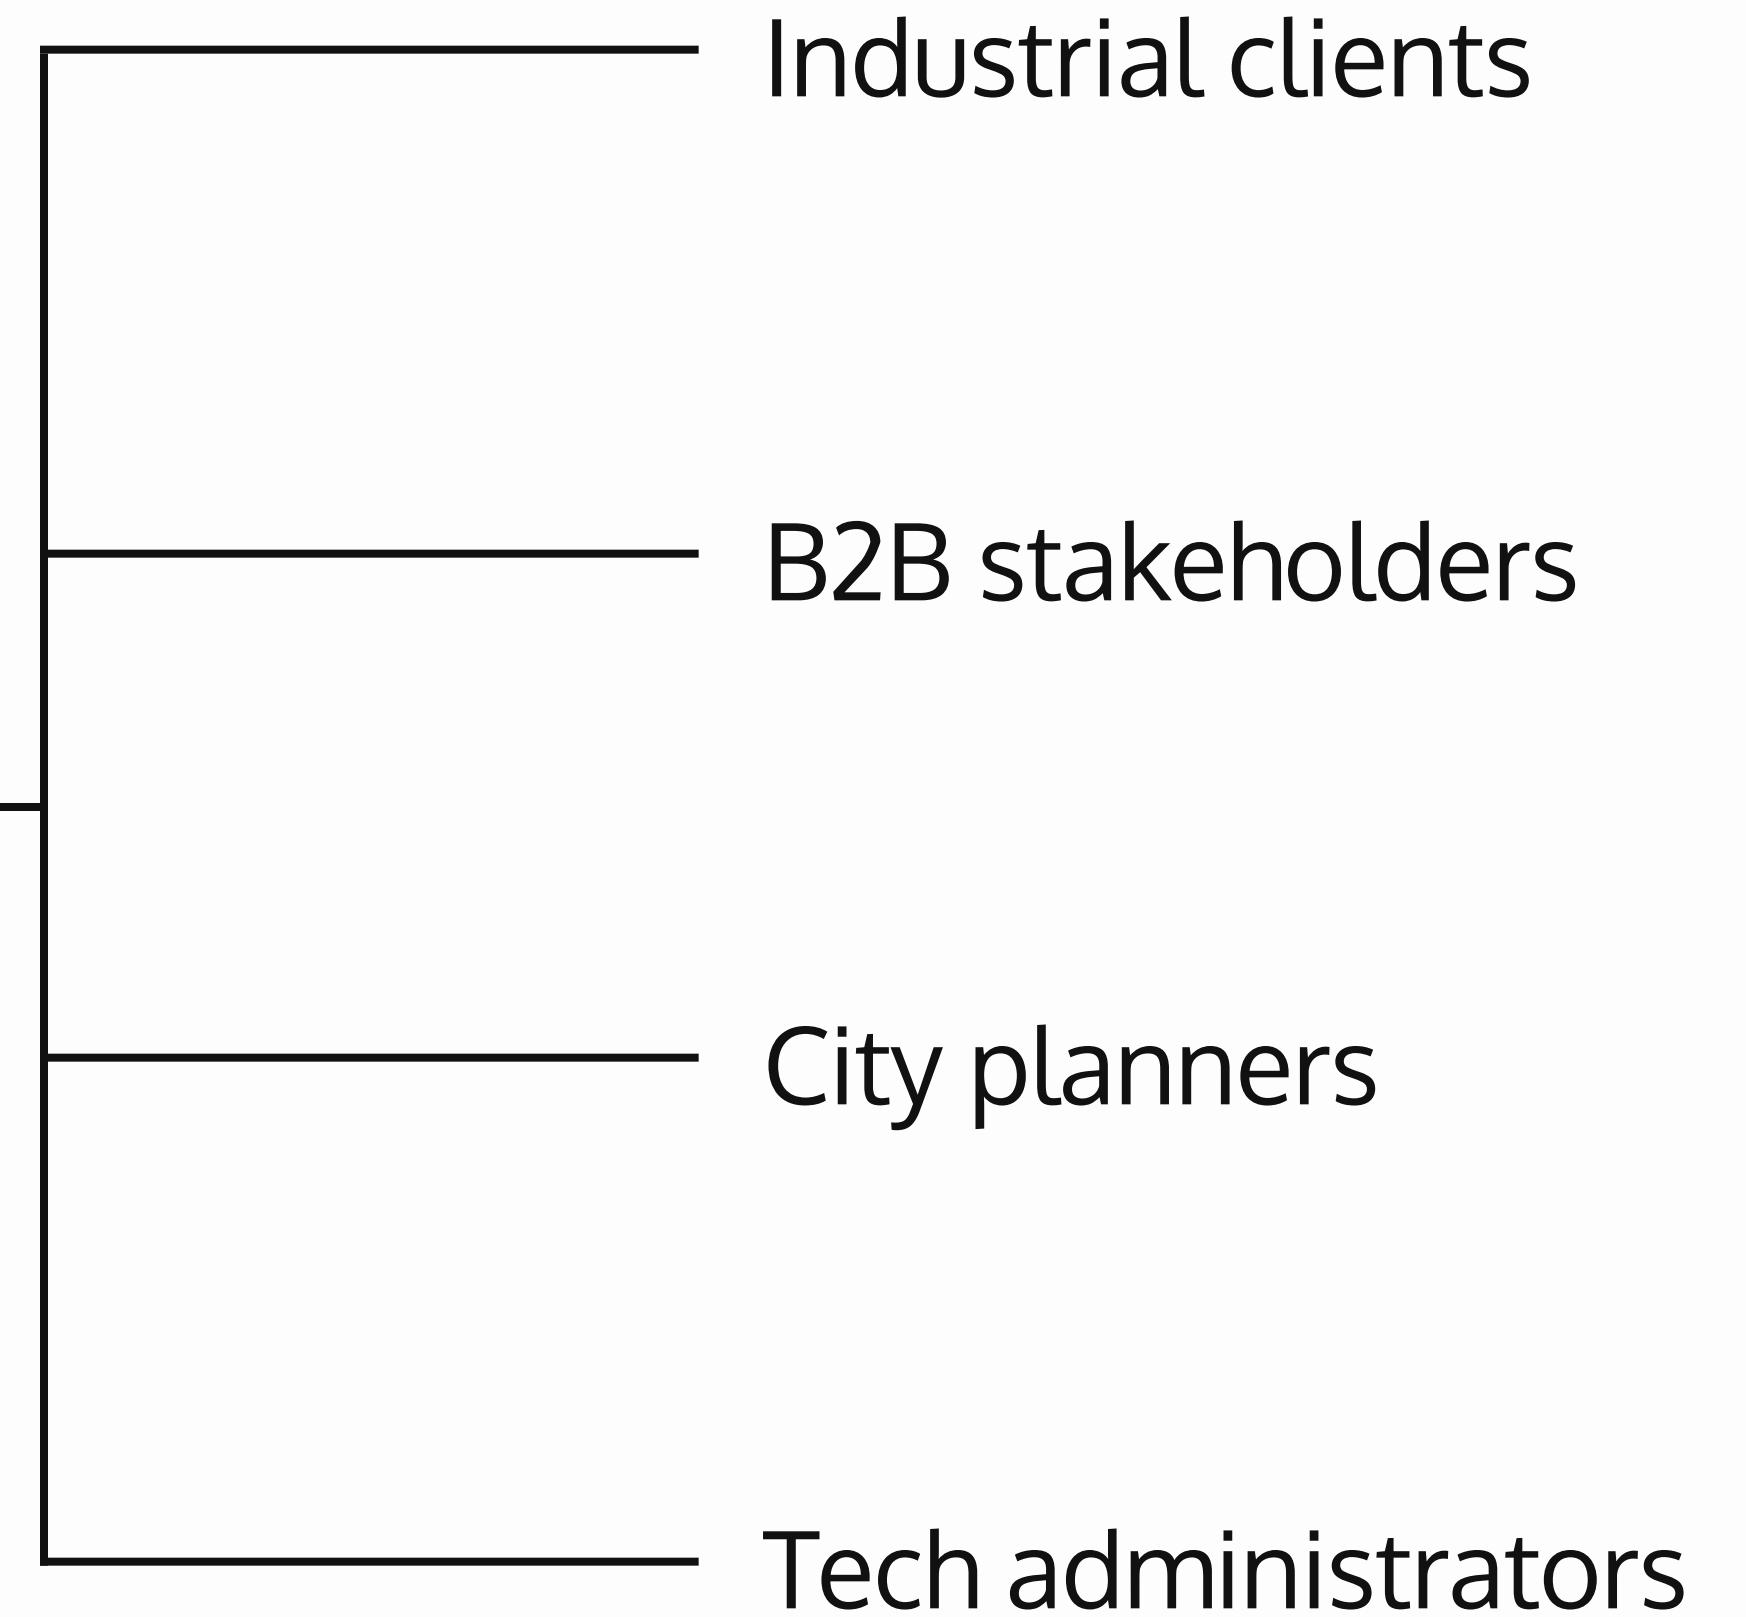 Industrial clients
B2B stakeholders
City planners
Tech administrators